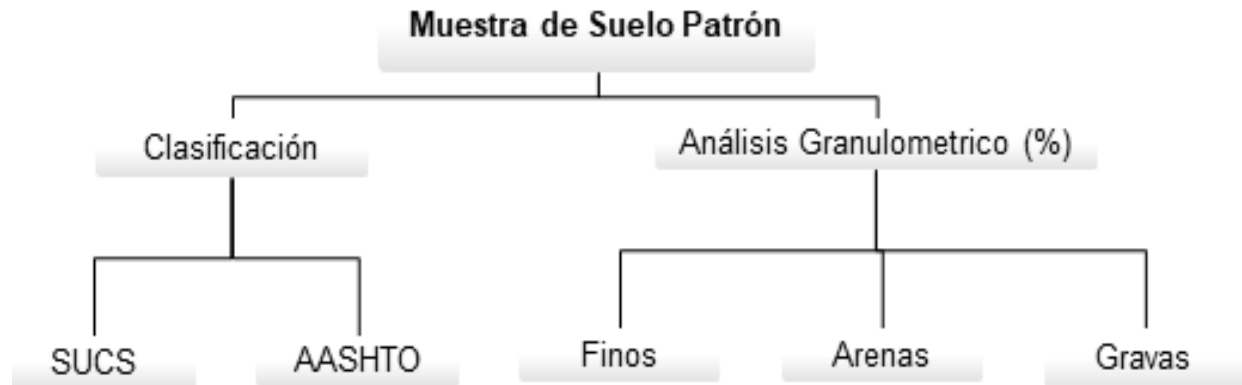 Muestra de Suelo Patrón
Clasificación
Análisis Granulometrico (%)
SUCS
AASHTO
Finos
Arenas
Gravas